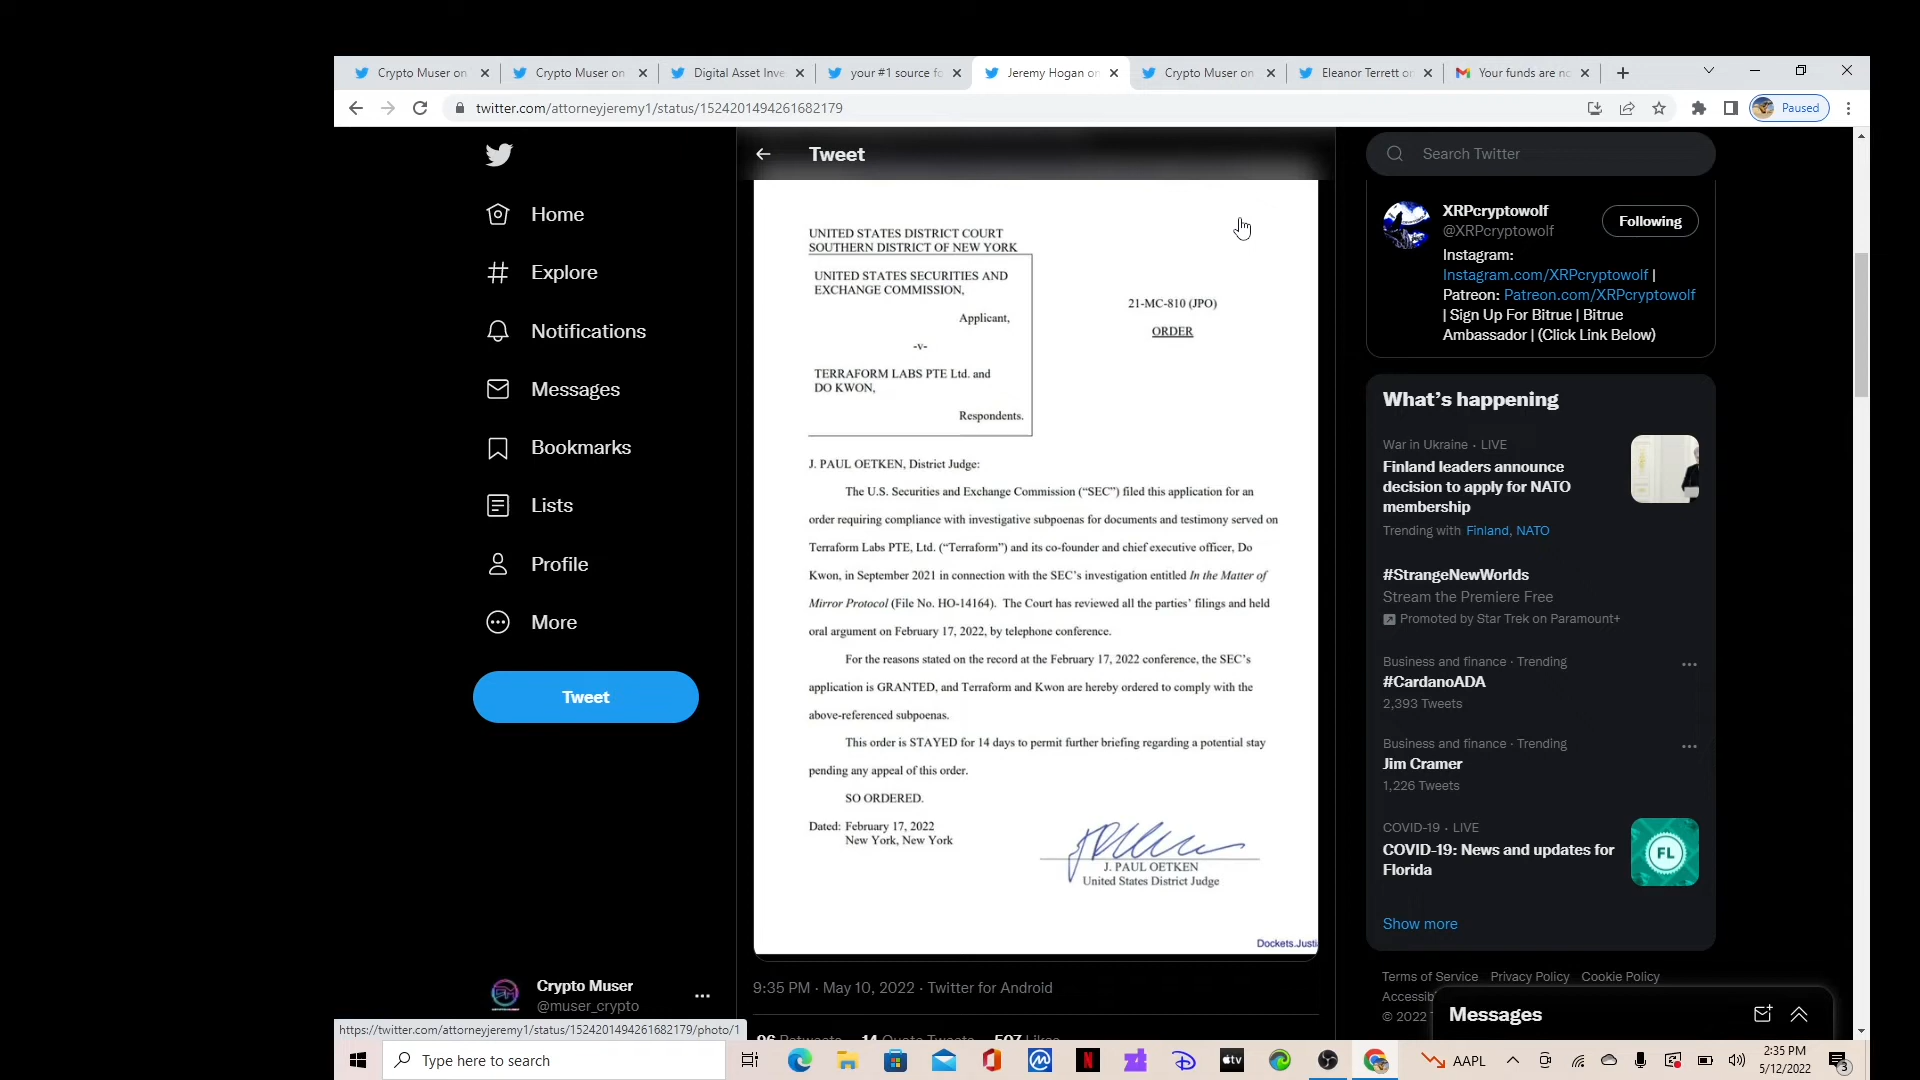 Crypto Muser on
Crypto Muser on
Digital Asset Inve
your #1 source fo
Jeremy Hogan on
Crypto Muser on
Eleanor Terrett on
Your funds are no
twitter.com/attorneyjeremy1/status/1524201494261682179
Paused
Home
Explore
Notifications
Messages
Bookmarks
Lists
Profile
More
Tweet
Crypto Muser
@muser_crypto
Tweet
UNITED STATES DISTRICT COURT
SOUTHERN DISTRICT OF NEW YORK
UNITED STATES SECURITIES AND
EXCHANGE COMMISSION,
Applicant,
-v-
TERRAFORM LABS PTE Ltd. and
DO KWON,
Respondents.
21-MC-810 (JPO)
ORDER
J. PAUL OETKEN, District Judge:
The U.S. Securities and Exchange Commission (“SEC”) filed this application for an
order requiring compliance with investigative subpoenas for documents and testimony served on
Terraform Labs PTE, Ltd. (“Terraform”) and its co-founder and chief executive officer, Do
Kwon, in September 2021 in connection with the SEC’s investigation entitled In the Matter of
Mirror Protocol (File No. HO-14164). The Court has reviewed all the parties’ filings and held
oral argument on February 17, 2022, by telephone conference.
For the reasons stated on the record at the February 17, 2022 conference, the SEC’s
application is GRANTED, and Terraform and Kwon are hereby ordered to comply with the
above-referenced subpoenas.
This order is STAYED for 14 days to permit further briefing regarding a potential stay
pending any appeal of this order.
SO ORDERED.
Dated: February 17, 2022
New York, New York
J. PAUL OETKEN
United States District Judge
Dockets.Justi
9:35 PM · May 10, 2022 · Twitter for Android
96 Retweets 14 Quote Tweets 507 Likes
Search Twitter
XRPcryptowolf
@XRPcryptowolf
Following
Instagram:
Instagram.com/XRPcryptowolf |
Patreon: Patreon.com/XRPcryptowolf
| Sign Up For Bitrue | Bitrue
Ambassador | (Click Link Below)
What’s happening
War in Ukraine · LIVE
Finland leaders announce
decision to apply for NATO
membership
Trending with Finland, NATO
#StrangeNewWorlds
Stream the Premiere Free
Promoted by Star Trek on Paramount+
Business and finance · Trending
#CardanoADA
2,393 Tweets
Business and finance · Trending
Jim Cramer
1,226 Tweets
COVID-19 · LIVE
COVID-19: News and updates for
Florida
FL
Show more
Terms of Service Privacy Policy Cookie Policy
Accessib
© 2022
Messages
https://twitter.com/attorneyjeremy1/status/1524201494261682179/photo/1
Type here to search
AAPL
2:35 PM
5/12/2022
3